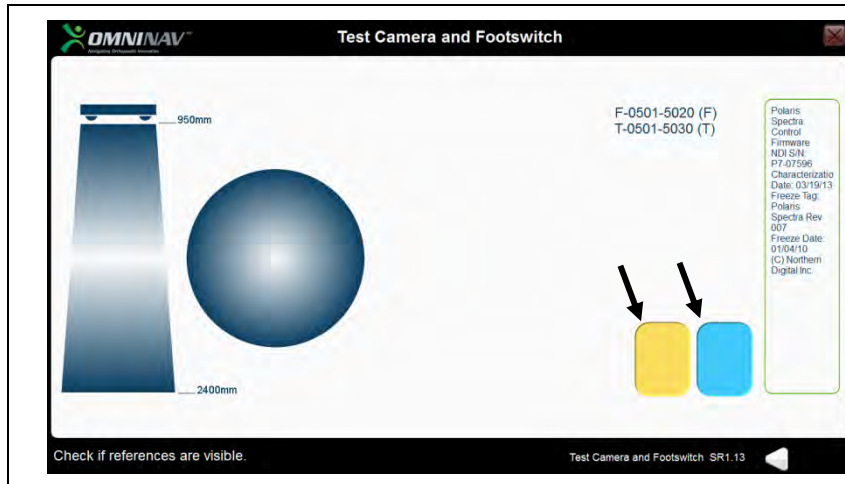 OMNINAV™
Navigating Orthopaedic Innovation
Test Camera and Footswitch
950mm
2400mm
F-0501-5020 (F)
T-0501-5030 (T)
Polaris
Spectra
Control
Firmware
NDI S/N:
P7-07596
Characterizatio
Date: 03/19/13
Freeze Tag:
Polaris
Spectra Rev
007
Freeze Date:
01/04/10
(C) Northern
Digital Inc.
Check if references are visible.
Test Camera and Footswitch SR1.13